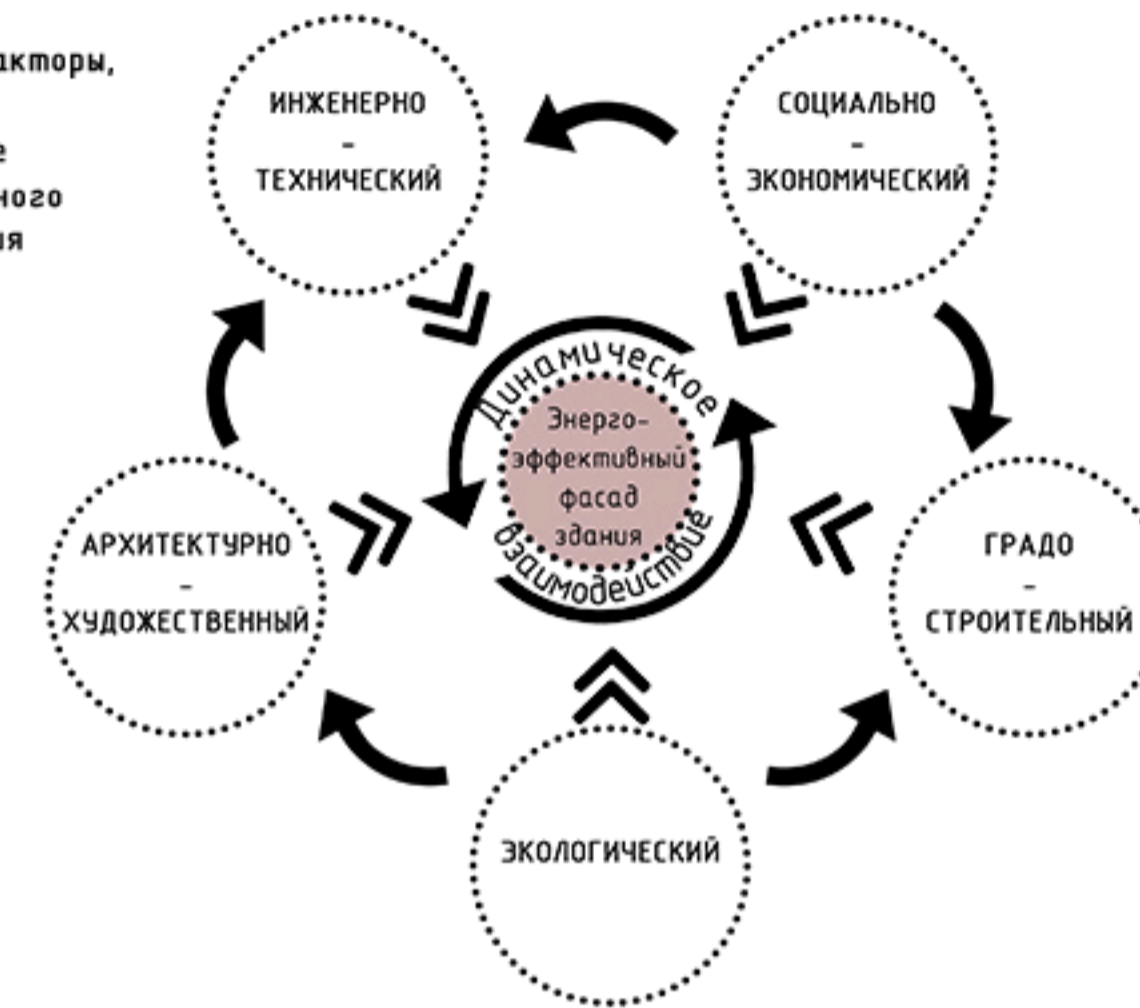 акторы,
е
ного
ия
ИНЖЕНЕРНО
-
ТЕХНИЧЕСКИЙ
СОЦИАЛЬНО
-
ЭКОНОМИЧЕСКИЙ
Динамическое
Энерго-
эффективный
фасад
здания
взаимодействие
АРХИТЕКТУРНО
-
ХУДОЖЕСТВЕННЫЙ
ГРАДО
-
СТРОИТЕЛЬНЫЙ
ЭКОЛОГИЧЕСКИЙ